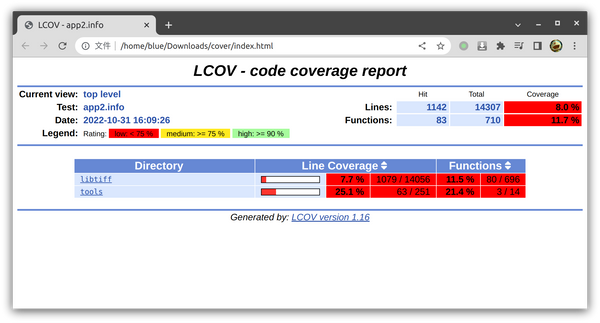 LCOV - app2.info
文件 /home/blue/Downloads/cover/index.html
LCOV - code coverage report
Current view: top level Hit Total Coverage
Test: app2.info Lines: 1142 14307 8.0 %
Date: 2022-10-31 16:09:26 Functions: 83 710 11.7 %
Legend: Rating: low: < 75 % medium: >= 75 % high: >= 90 %
Directory Line Coverage Functions
libtiff 7.7 % 1079 / 14056 11.5 % 80 / 696
tools 25.1 % 63 / 251 21.4 % 3 / 14
Generated by: LCOV version 1.16